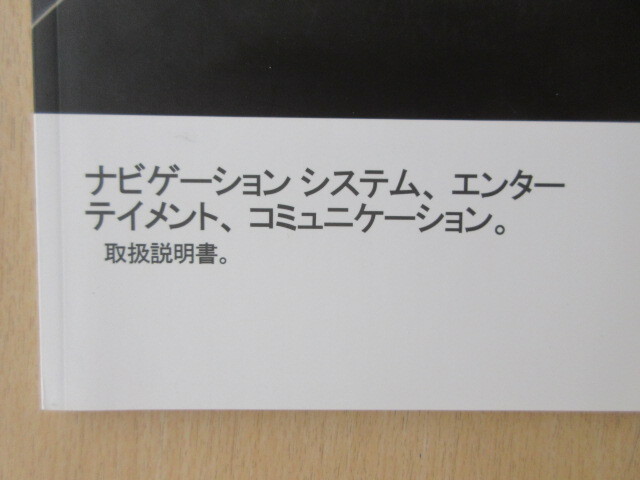 ナビゲーション システム、エンター
テイメント、コミュニケーション。
取扱説明書。